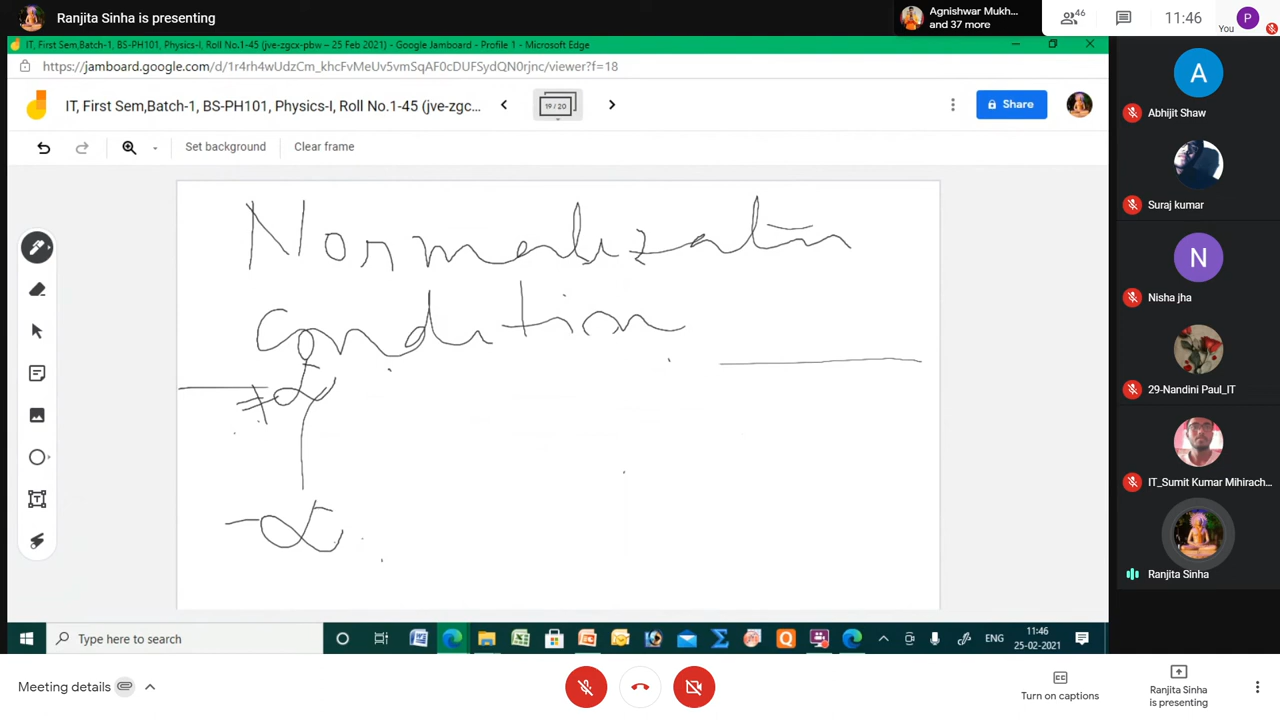 Ranjita Sinha is presenting
Agnishwar Mukh...
and 37 more
46
11:46
You
P
IT, First Sem,Batch-1, BS-PH101, Physics-I, Roll No.1-45 (jve-zgcx-pbw – 25 Feb 2021) - Google Jamboard - Profile 1 - Microsoft Edge
https://jamboard.google.com/d/1r4rh4wUdzCm_khcFvMeUv5vmSqAF0cDUFSydQN0rjnc/viewer?f=18
IT, First Sem,Batch-1, BS-PH101, Physics-I, Roll No.1-45 (jve-zgc...
19 / 20
Share
Set background
Clear frame
Normalization
condition
A
Abhijit Shaw
Suraj kumar
N
Nisha jha
29-Nandini Paul_IT
IT_Sumit Kumar Mihirach...
Ranjita Sinha
Type here to search
ENG
11:46
25-02-2021
Meeting details
Turn on captions
Ranjita Sinha
is presenting